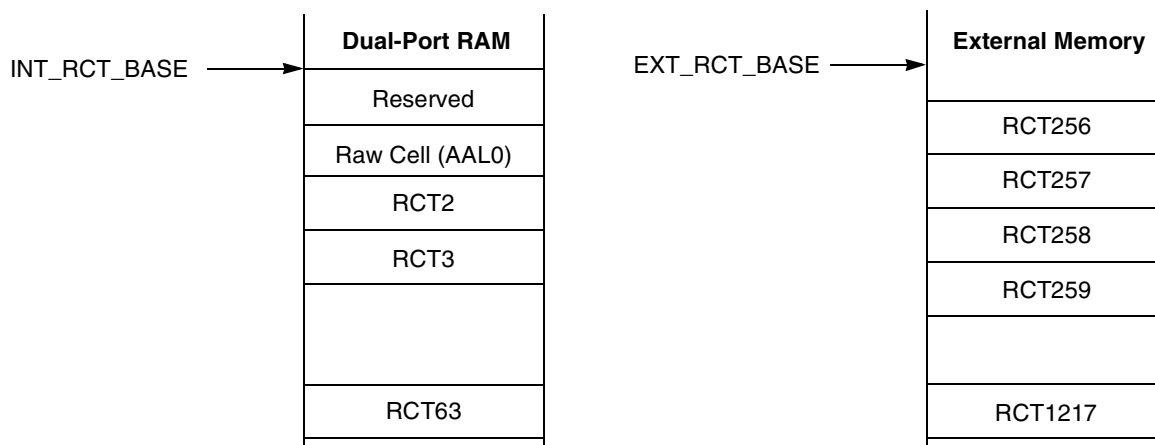 Dual-Port RAM
INT_RCT_BASE
Reserved
Raw Cell (AAL0)
RCT2
RCT3
RCT63
External Memory
EXT_RCT_BASE
RCT256
RCT257
RCT258
RCT259
RCT1217